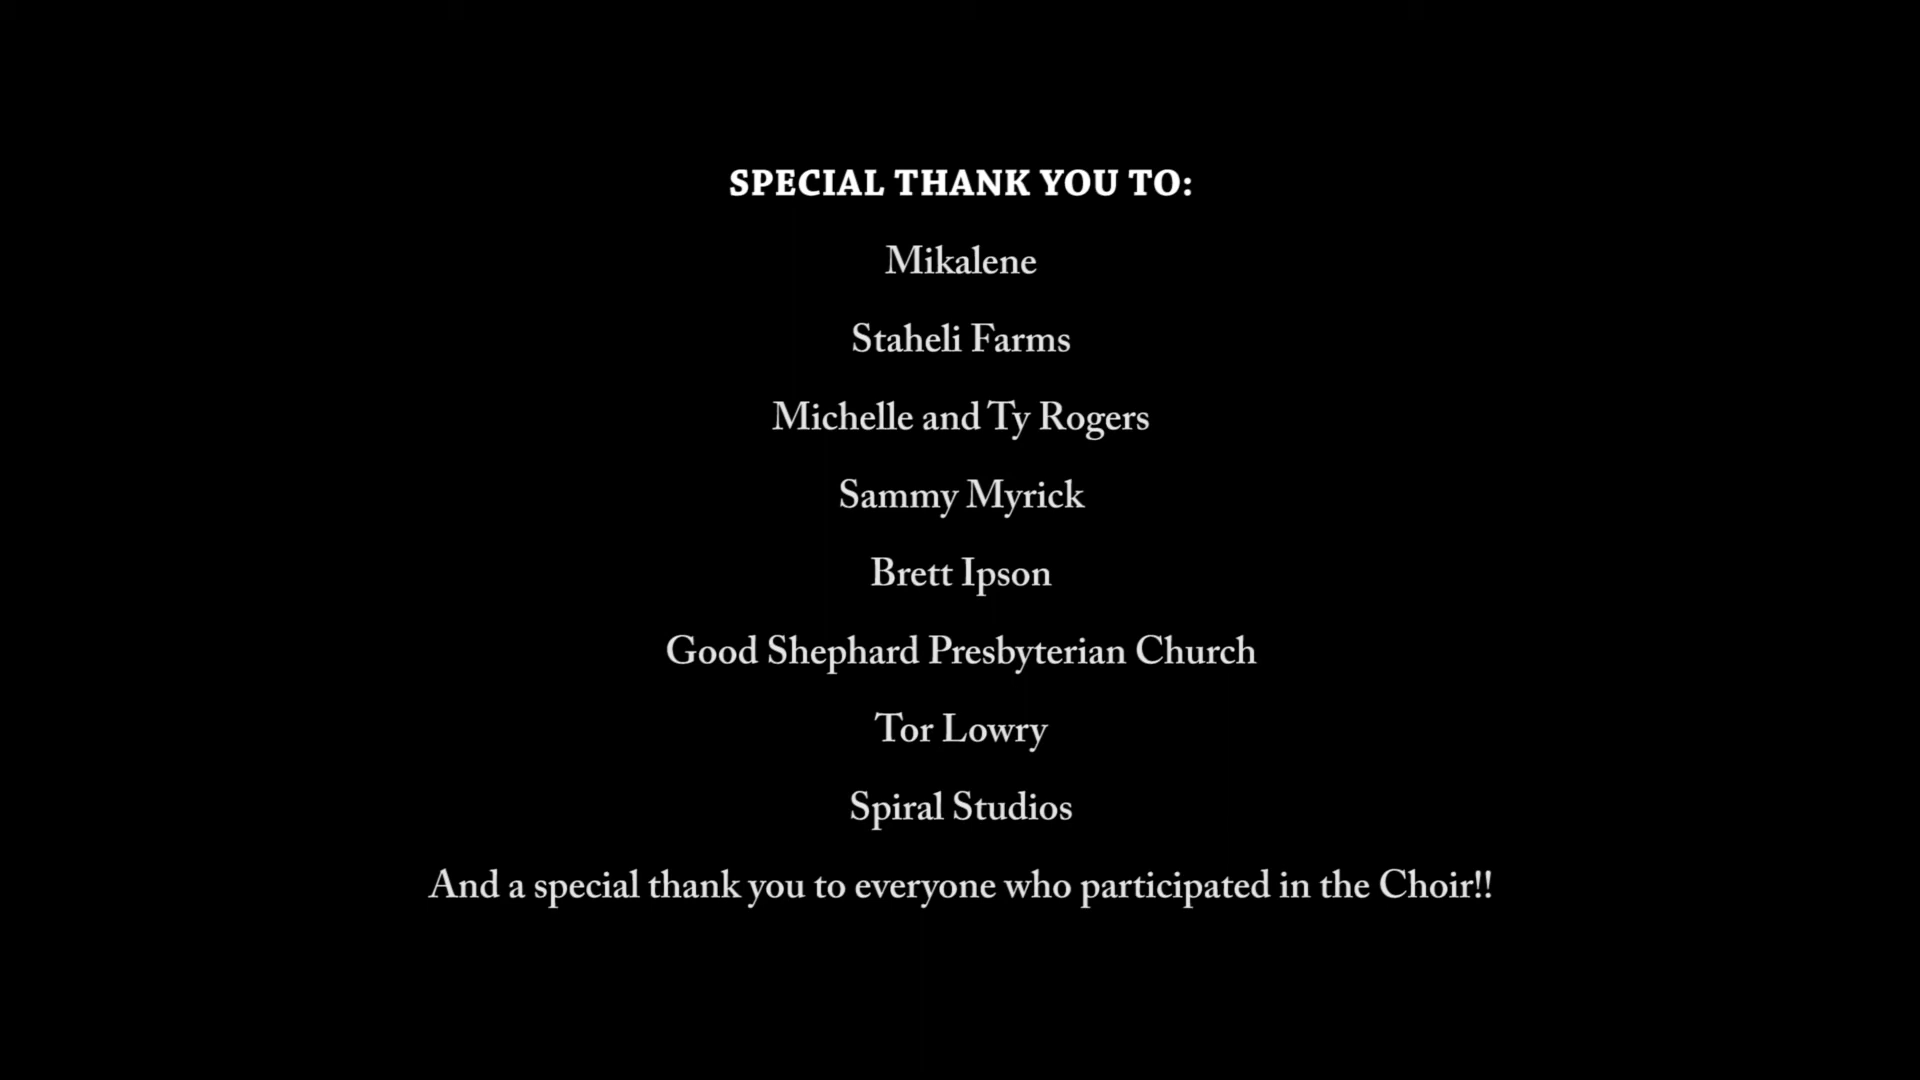 SPECIAL THANK YOU TO:
Mikalene
Staheli Farms
Michelle and Ty Rogers
Sammy Myrick
Brett Ipson
Good Shephard Presbyterian Church
Tor Lowry
Spiral Studios
And a special thank you to everyone who participated in the Choir!!